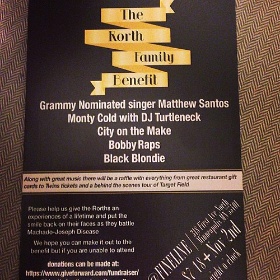 The
Korth
Family
Benefit
Grammy Nominated singer Matthew Santos
Monty Cold with DJ Turtleneck
City on the Make
Bobby Raps
Black Blondie
Along with great music there will be a raffle with everything from great restaurant gift
cards to Twins tickets and a behind the scenes tour of Target Field
Please help us give the Rorths an
experiences of a lifetime and put the
smile back on their faces as they battle
Machado-Joseph Disease
We hope you can make it out to the
benefit but if you are unable to attend
donations can be made at:
https://www.giveforward.com/fundraiser/
@ PIXELIVE!
Nov 2nd